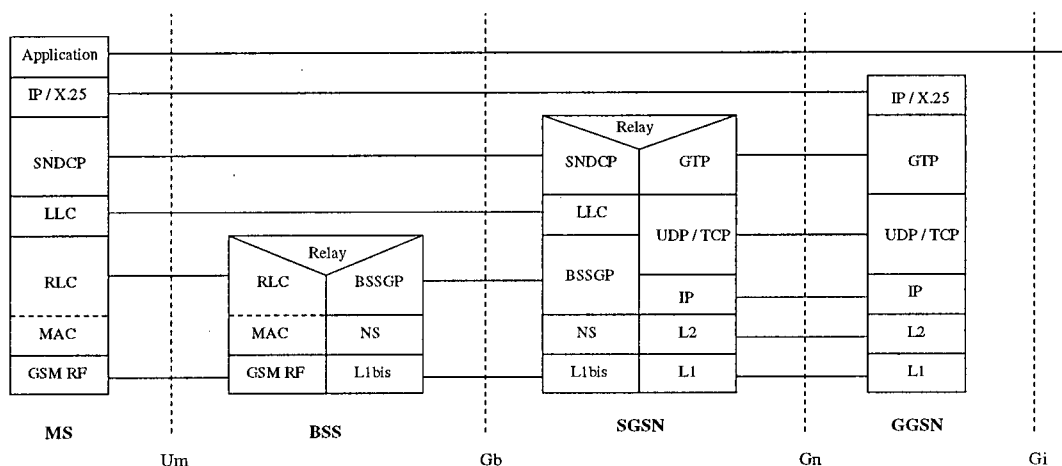 Application
IP / X.25
IP / X.25
Relay
SNDCP
SNDCP
GTP
GTP
LLC
LLC
UDP / TCP
UDP / TCP
Relay
RLC
RLC
BSSGP
BSSGP
IP
IP
MAC
MAC
NS
NS
L2
L2
GSM RF
GSM RF
L1bis
L1bis
L1
L1
MS
BSS
SGSN
GGSN
Um
Gb
Gn
Gi